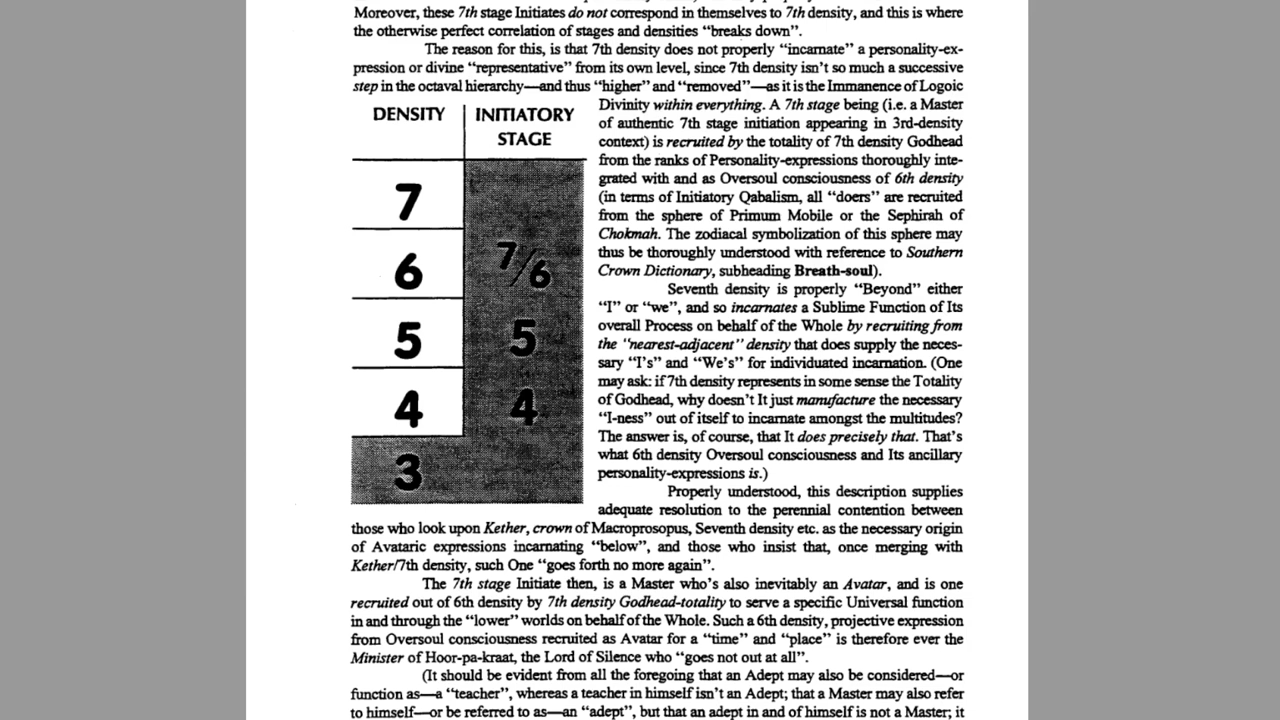 Moreover, these 7th stage Initiates do not correspond in themselves to 7th density, and this is where
the otherwise perfect correlation of stages and densities “breaks down”.
The reason for this, is that 7th density does not properly “incarnate” a personality-ex-
pression or divine “representative” from its own level, since 7th density isn’t so much a successive
step in the octaval hierarchy—and thus “higher” and “removed”—as it is the Immanence of Logoic
DENSITY
INITIATORY
STAGE
7
6
7/6
5
5
4
4
3
Divinity within everything. A 7th stage being (i.e. a Master
of authentic 7th stage initiation appearing in 3rd-density
context) is recruited by the totality of 7th density Godhead
from the ranks of Personality-expressions thoroughly inte-
grated with and as Oversoul consciousness of 6th density
(in terms of Initiatory Qabalism, all “doers” are recruited
from the sphere of Primum Mobile or the Sephirah of
Chokmah. The zodiacal symbolization of this sphere may
thus be thoroughly understood with reference to Southern
Crown Dictionary, subheading Breath-soul).
Seventh density is properly “Beyond” either
“I” or “we”, and so incarnates a Sublime Function of Its
overall Process on behalf of the Whole by recruiting from
the “nearest-adjacent” density that does supply the neces-
sary “I's” and “We's” for individuated incarnation. (One
may ask: if 7th density represents in some sense the Totality
of Godhead, why doesn’t It just manufacture the necessary
“I-ness” out of itself to incarnate amongst the multitudes?
The answer is, of course, that It does precisely that. That’s
what 6th density Oversoul consciousness and Its ancillary
personality-expressions is.)
Properly understood, this description supplies
adequate resolution to the perennial contention between
those who look upon Kether, crown of Macroprosopus, Seventh density etc. as the necessary origin
of Avataric expressions incarnating “below”, and those who insist that, once merging with
Kether/7th density, such One “goes forth no more again”.
The 7th stage Initiate then, is a Master who’s also inevitably an Avatar, and is one
recruited out of 6th density by 7th density Godhead-totality to serve a specific Universal function
in and through the “lower” worlds on behalf of the Whole. Such a 6th density, projective expression
from Oversoul consciousness recruited as Avatar for a “time” and “place” is therefore ever the
Minister of Hoor-pa-kraat, the Lord of Silence who “goes not out at all”.
(It should be evident from all the foregoing that an Adept may also be considered—or
function as—a “teacher”, whereas a teacher in himself isn’t an Adept; that a Master may also refer
to himself—or be referred to as—an “adept”, but that an adept in and of himself is not a Master; it